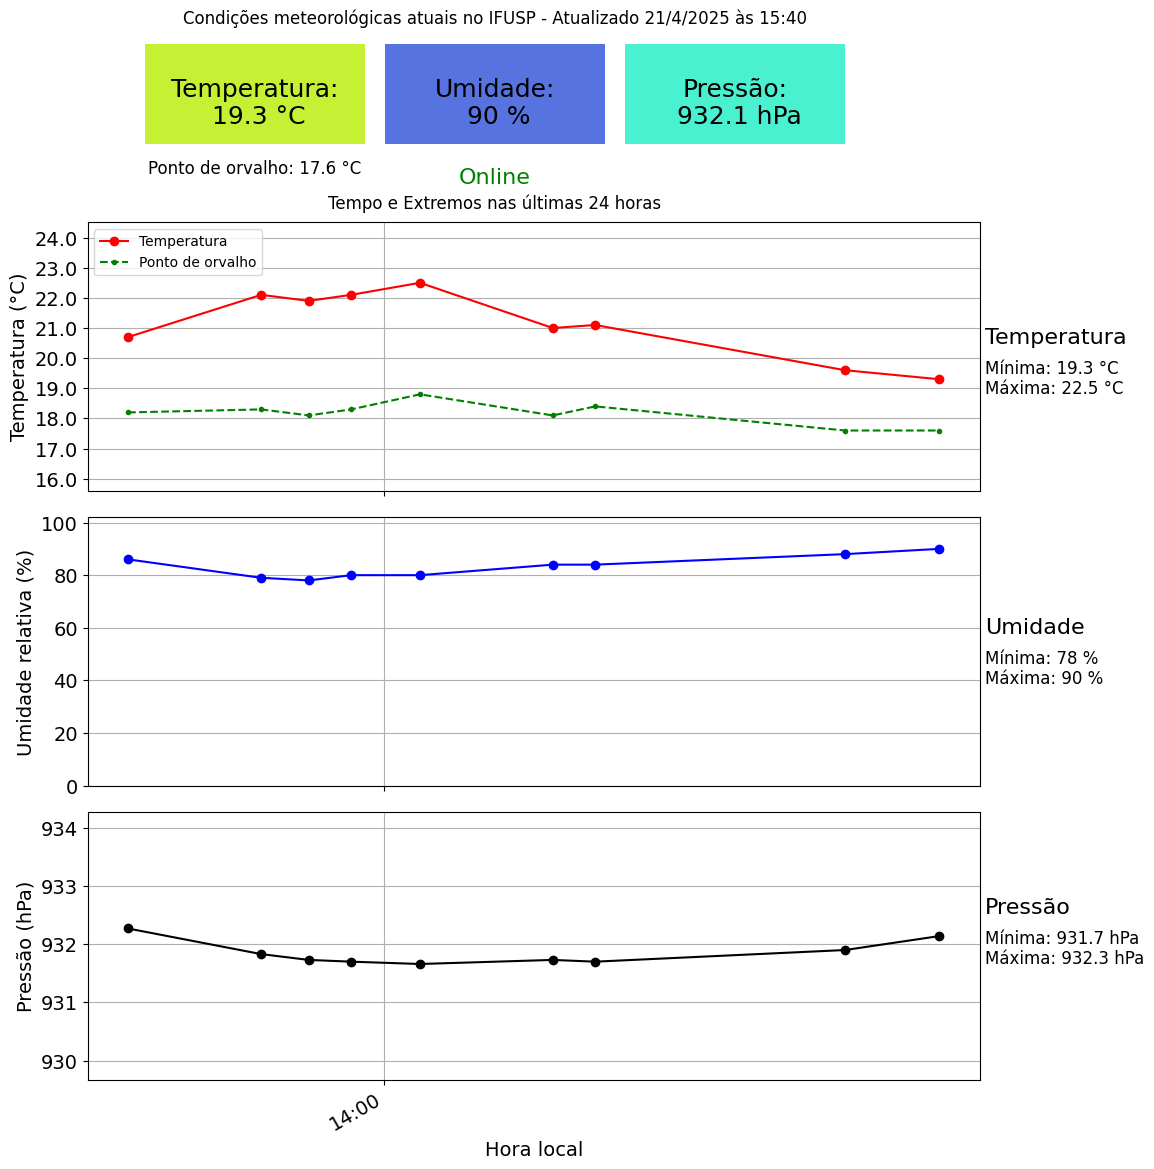 Condições meteorológicas atuais no IFUSP - Atualizado 21/4/2025 às 15:40
Temperatura:
19.3 °C
Umidade:
90 %
Pressão:
932.1 hPa
Ponto de orvalho: 17.6 °C
Online
Tempo e Extremos nas últimas 24 horas
Temperatura (°C)
24.0
23.0
22.0
21.0
20.0
19.0
18.0
17.0
16.0
Temperatura
Ponto de orvalho
Temperatura
Mínima: 19.3 °C
Máxima: 22.5 °C
Umidade relativa (%)
100
80
60
40
20
0
Umidade
Mínima: 78 %
Máxima: 90 %
Pressão (hPa)
934
933
932
931
930
Pressão
Mínima: 931.7 hPa
Máxima: 932.3 hPa
14:00
Hora local